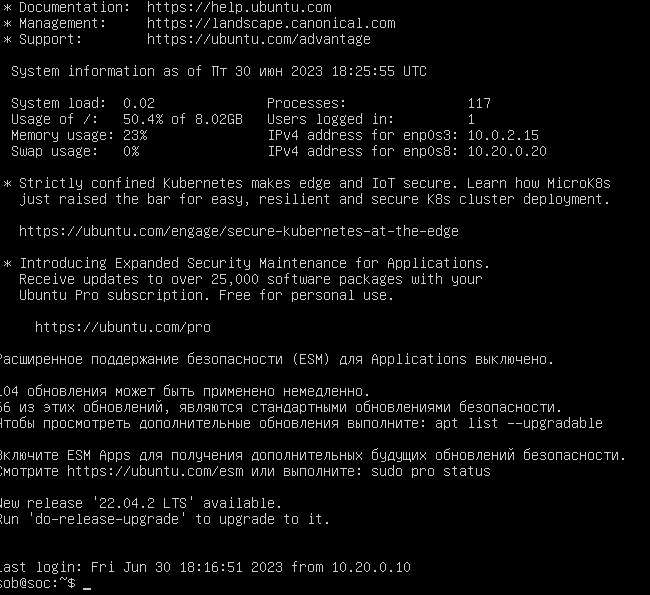 * Documentation:  https://help.ubuntu.com
* Management:     https://landscape.canonical.com
* Support:        https://ubuntu.com/advantage
System information as of Пт 30 июн 2023 18:25:55 UTC
System load:  0.02              Processes:               117
Usage of /:   50.4% of 8.02GB   Users logged in:         1
Memory usage: 23%               IPv4 address for enp0s3: 10.0.2.15
Swap usage:   0%                IPv4 address for enp0s8: 10.20.0.20
* Strictly confined Kubernetes makes edge and IoT secure. Learn how MicroK8s
just raised the bar for easy, resilient and secure K8s cluster deployment.
https://ubuntu.com/engage/secure-kubernetes-at-the-edge
* Introducing Expanded Security Maintenance for Applications.
Receive updates to over 25,000 software packages with your
Ubuntu Pro subscription. Free for personal use.
https://ubuntu.com/pro
Расширенное поддержание безопасности (ESM) для Applications выключено.
104 обновления может быть применено немедленно.
66 из этих обновлений, являются стандартными обновлениями безопасности.
Чтобы просмотреть дополнительные обновления выполните: apt list --upgradable
Включите ESM Apps для получения дополнительных будущих обновлений безопасности.
Смотрите https://ubuntu.com/esm или выполните: sudo pro status
New release '22.04.2 LTS' available.
Run 'do-release-upgrade' to upgrade to it.
Last login: Fri Jun 30 18:16:51 2023 from 10.20.0.10
sob@soc:~$ _